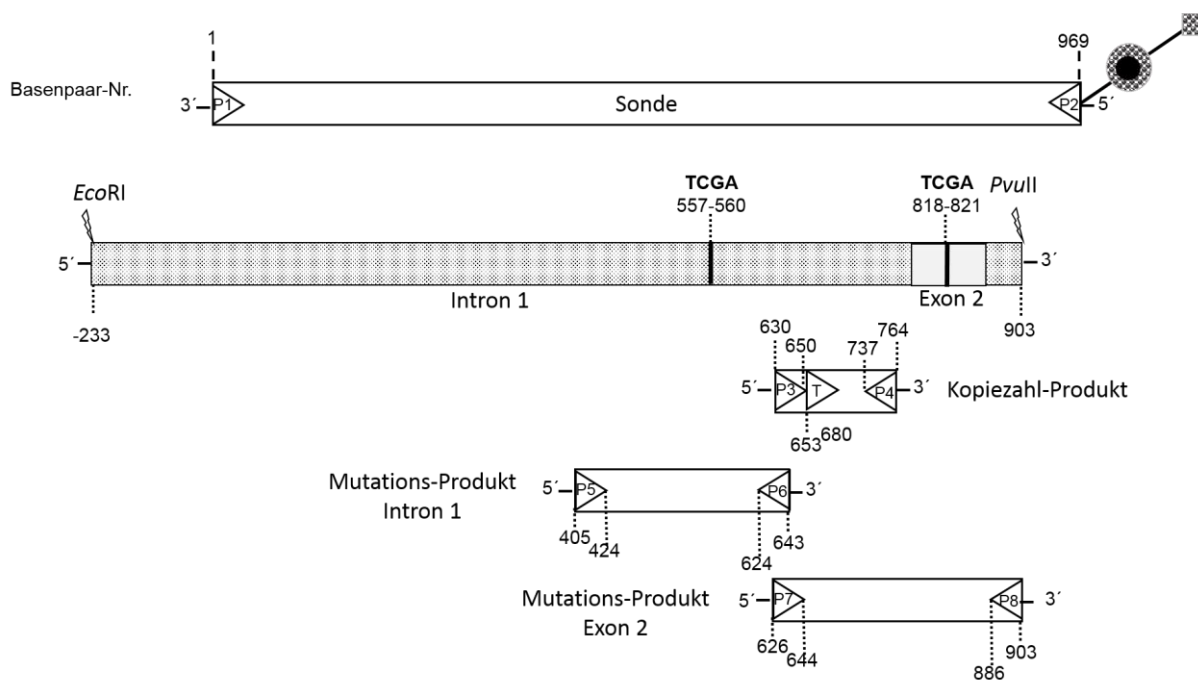 1
969
Basenpaar-Nr.
3´
P1
Sonde
P2
5´
EcoRI
TCGA
557-560
TCGA
818-821
PvuII
5´
3´
Intron 1
Exon 2
-233
903
630
650
737
764
5´
P3
T
P4
3´
Kopiezahl-Produkt
653
680
Mutations-Produkt
Intron 1
5´
P5
P6
3´
405
424
624
643
Mutations-Produkt
Exon 2
5´
P7
P8
3´
626
644
886
903